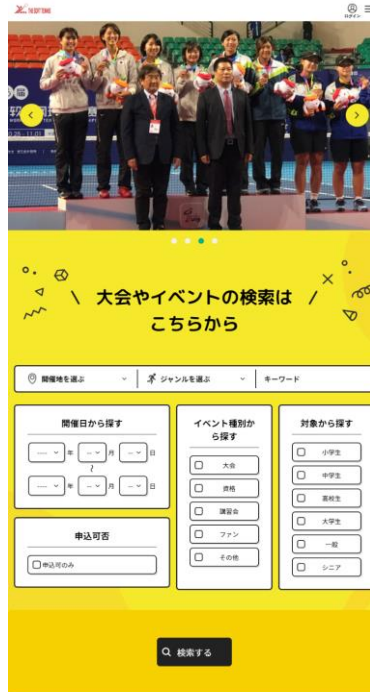 THE SOFT TENNIS
ログイン
大会やイベントの検索は
こちらから
開催地を選ぶ
ジャンルを選ぶ
キーワード
開催日から探す
---- 年 -- 月 -- 日
~
---- 年 -- 月 -- 日
申込可否
申込可のみ
イベント種別か
ら探す
大会
資格
講習会
ファン
その他
対象から探す
小学生
中学生
高校生
大学生
一般
シニア
検索する